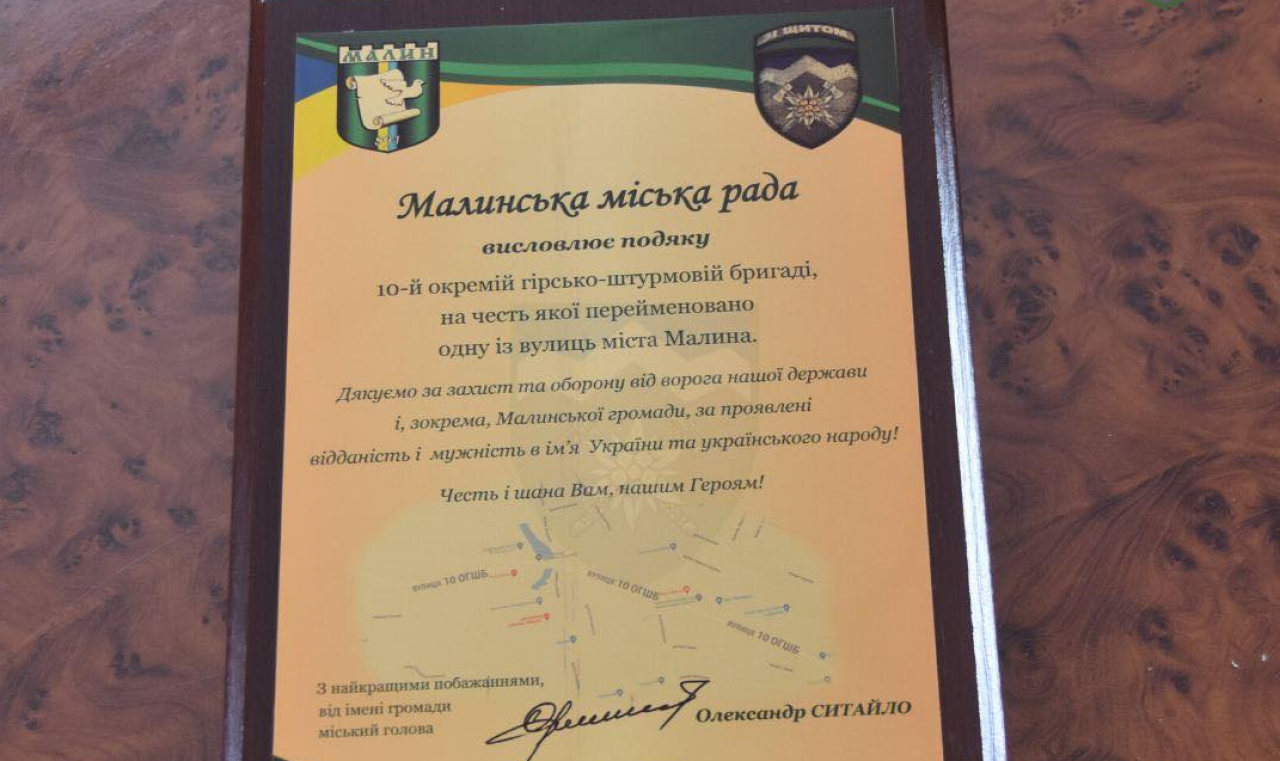 МАЛИН
ЗІ ЩИТОМ
Малинська міська рада
висловлює подяку
10-й окремій гірсько-штурмовій бригаді,
на честь якої перейменовано
одну із вулиць міста Малина.
Дякуємо за захист та оборону від ворога нашої держави
і, зокрема, Малинської громади, за проявлені
відданість і мужність в ім’я України та українського народу!
Честь і шана Вам, нашим Героям!
вулиця 10 ОГШБ
вулиця 10 ОГШБ
вулиця 10 ОГШБ
З найкращими побажаннями,
від імені громади
міський голова
Олександр СИТАЙЛО